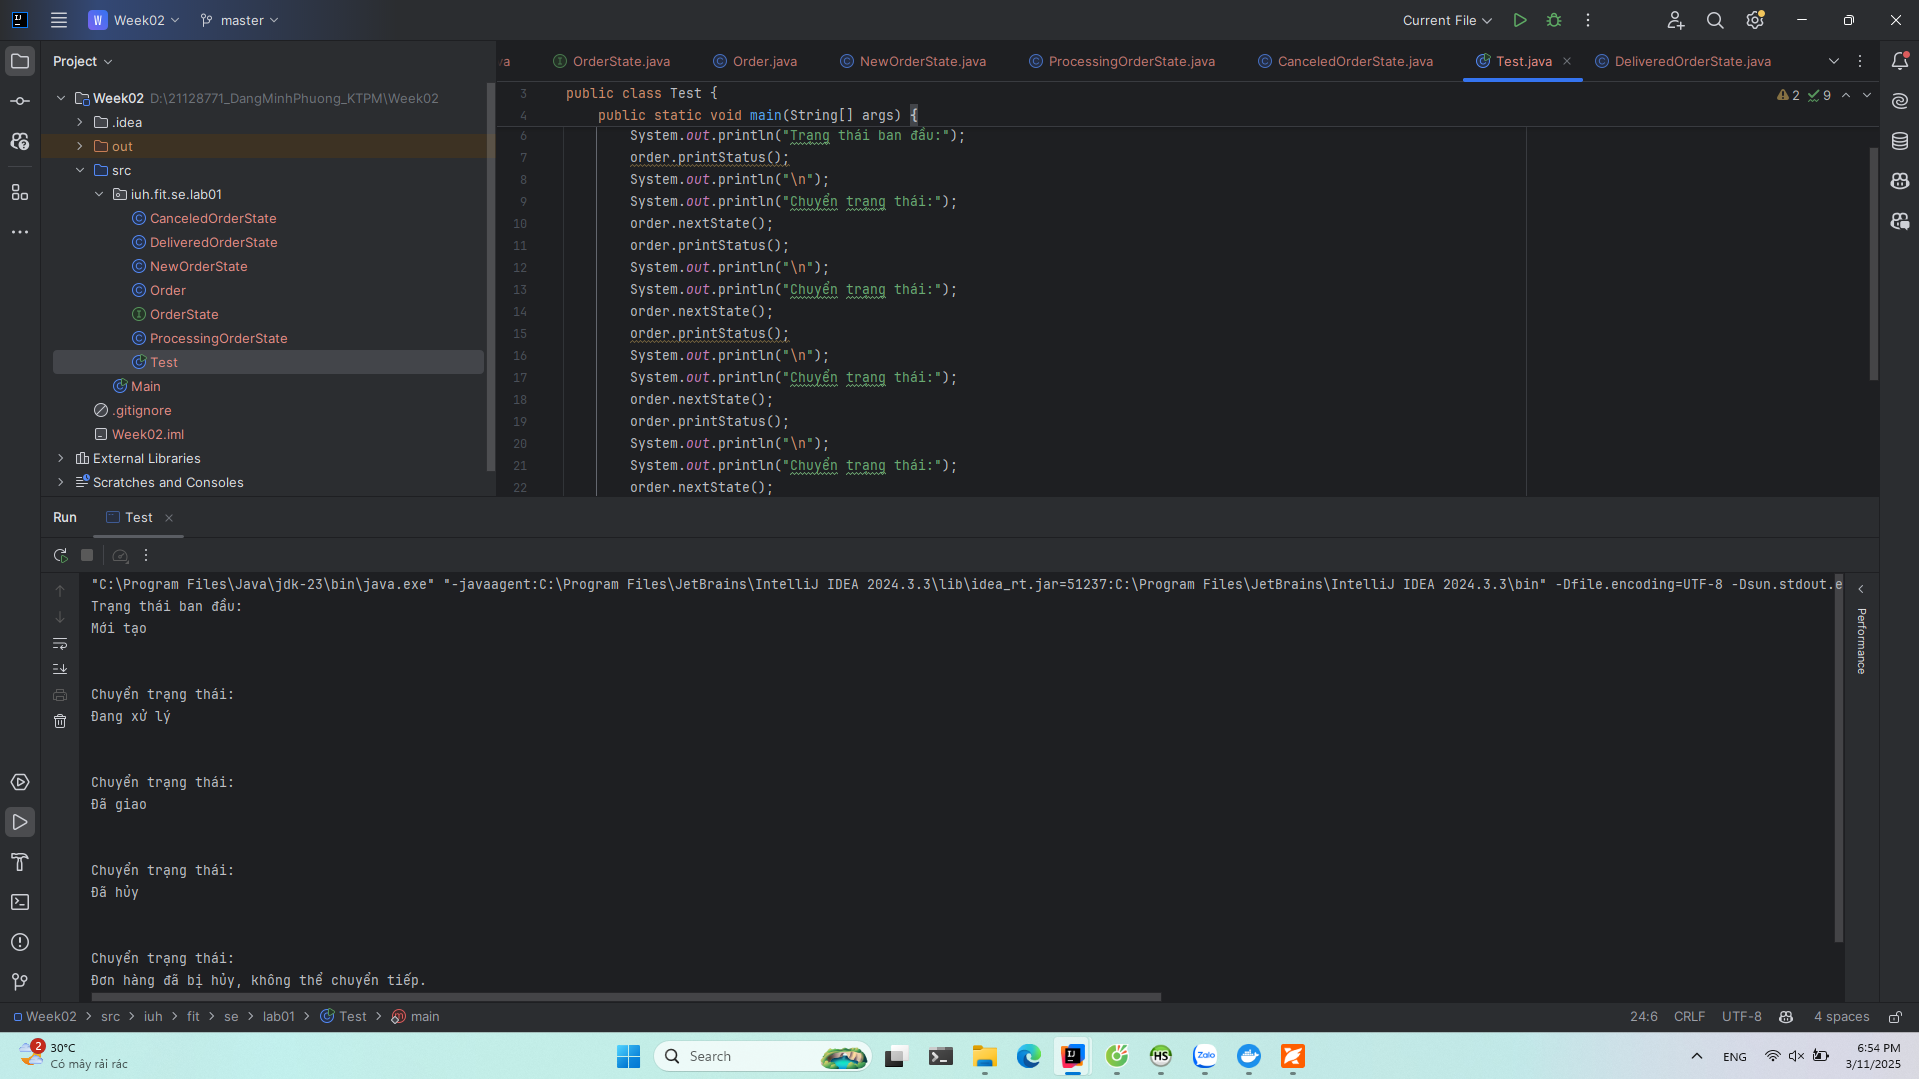 Week02
master
Current File
Project
OrderState.java
Order.java
NewOrderState.java
ProcessingOrderState.java
CanceledOrderState.java
Test.java
DeliveredOrderState.java
Week02 D:\21128771_DangMinhPhuong_KTPM\Week02
.idea
out
src
iuh.fit.se.lab01
CanceledOrderState
DeliveredOrderState
NewOrderState
Order
OrderState
ProcessingOrderState
Test
Main
.gitignore
Week02.iml
External Libraries
Scratches and Consoles
2 9
3 public class Test {
4 public static void main(String[] args) {
6 System.out.println("Trạng thái ban đầu:");
7 order.printStatus();
8 System.out.println("\n");
9 System.out.println("Chuyển trạng thái:");
10 order.nextState();
11 order.printStatus();
12 System.out.println("\n");
13 System.out.println("Chuyển trạng thái:");
14 order.nextState();
15 order.printStatus();
16 System.out.println("\n");
17 System.out.println("Chuyển trạng thái:");
18 order.nextState();
19 order.printStatus();
20 System.out.println("\n");
21 System.out.println("Chuyển trạng thái:");
22 order.nextState();
Run Test
"C:\Program Files\Java\jdk-23\bin\java.exe" "-javaagent:C:\Program Files\JetBrains\IntelliJ IDEA 2024.3.3\lib\idea_rt.jar=51237:C:\Program Files\JetBrains\IntelliJ IDEA 2024.3.3\bin" -Dfile.encoding=UTF-8 -Dsun.stdout.e
Trạng thái ban đầu:
Mới tạo
Chuyển trạng thái:
Đang xử lý
Chuyển trạng thái:
Đã giao
Chuyển trạng thái:
Đã hủy
Chuyển trạng thái:
Đơn hàng đã bị hủy, không thể chuyển tiếp.
Performance
Week02 > src > iuh > fit > se > lab01 > Test > main
24:6 CRLF UTF-8 4 spaces
2
30°C
Có mây rải rác
Search
HS
Zalo
ENG
6:54 PM
3/11/2025